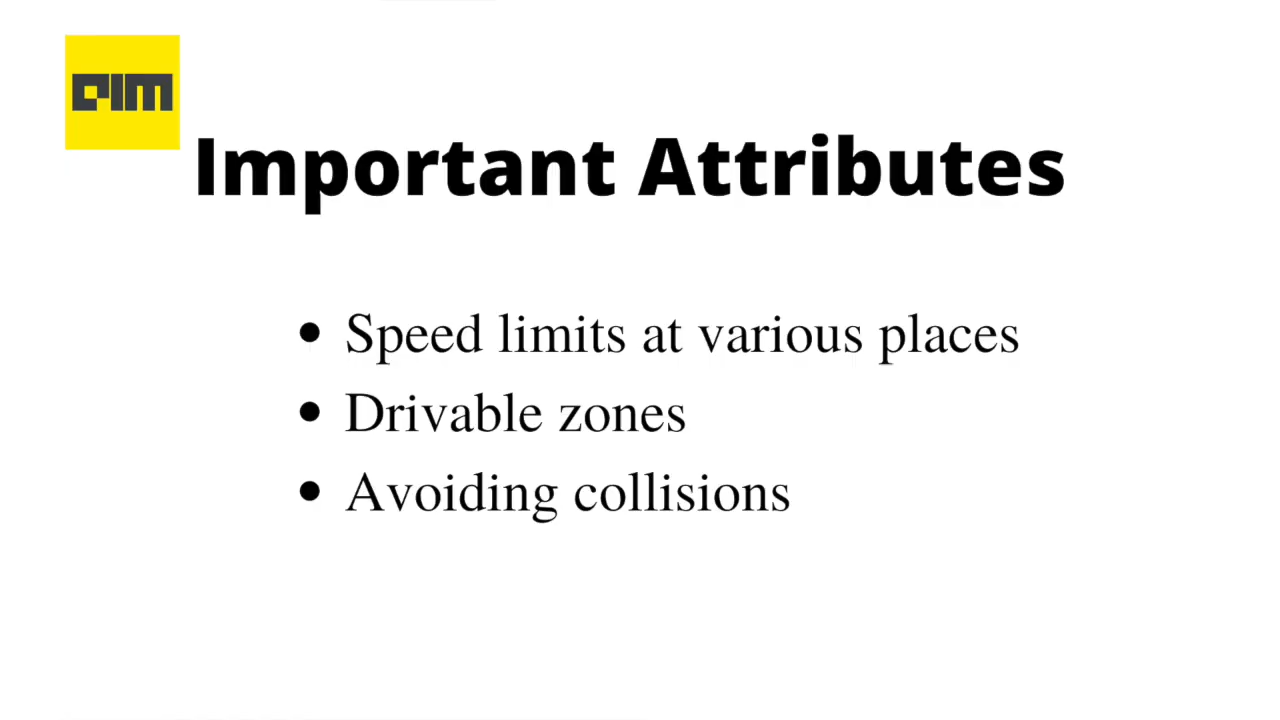 AIM
Important Attributes
• Speed limits at various places
• Drivable zones
• Avoiding collisions